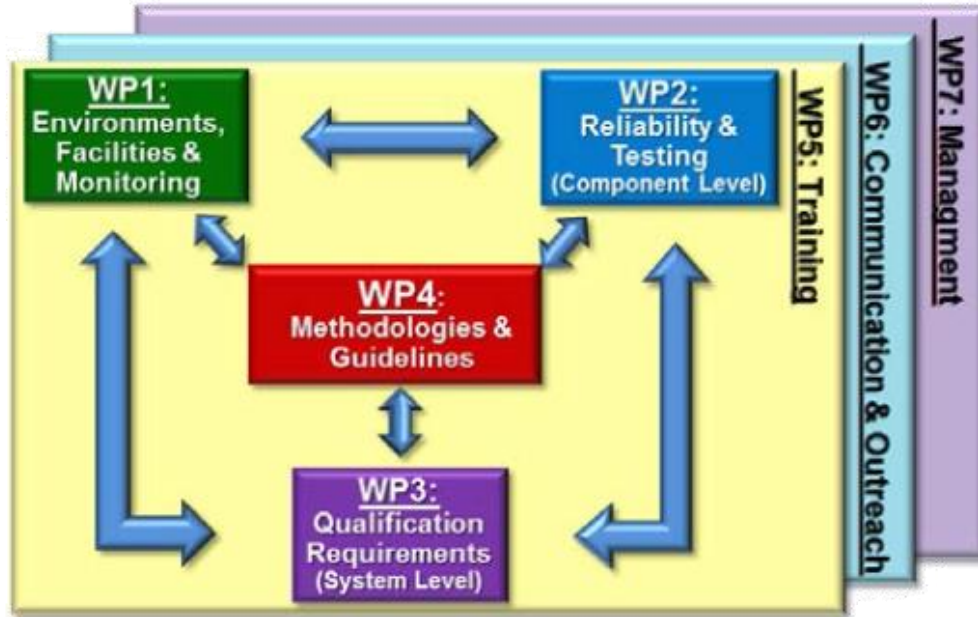 WP1:
Environments,
Facilities &
Monitoring
WP2:
Reliability &
Testing
(Component Level)
WP4:
Methodologies &
Guidelines
WP3:
Qualification
Requirements
(System Level)
WP5: Training
WP6: Communication & Outreach
WP7: Managment